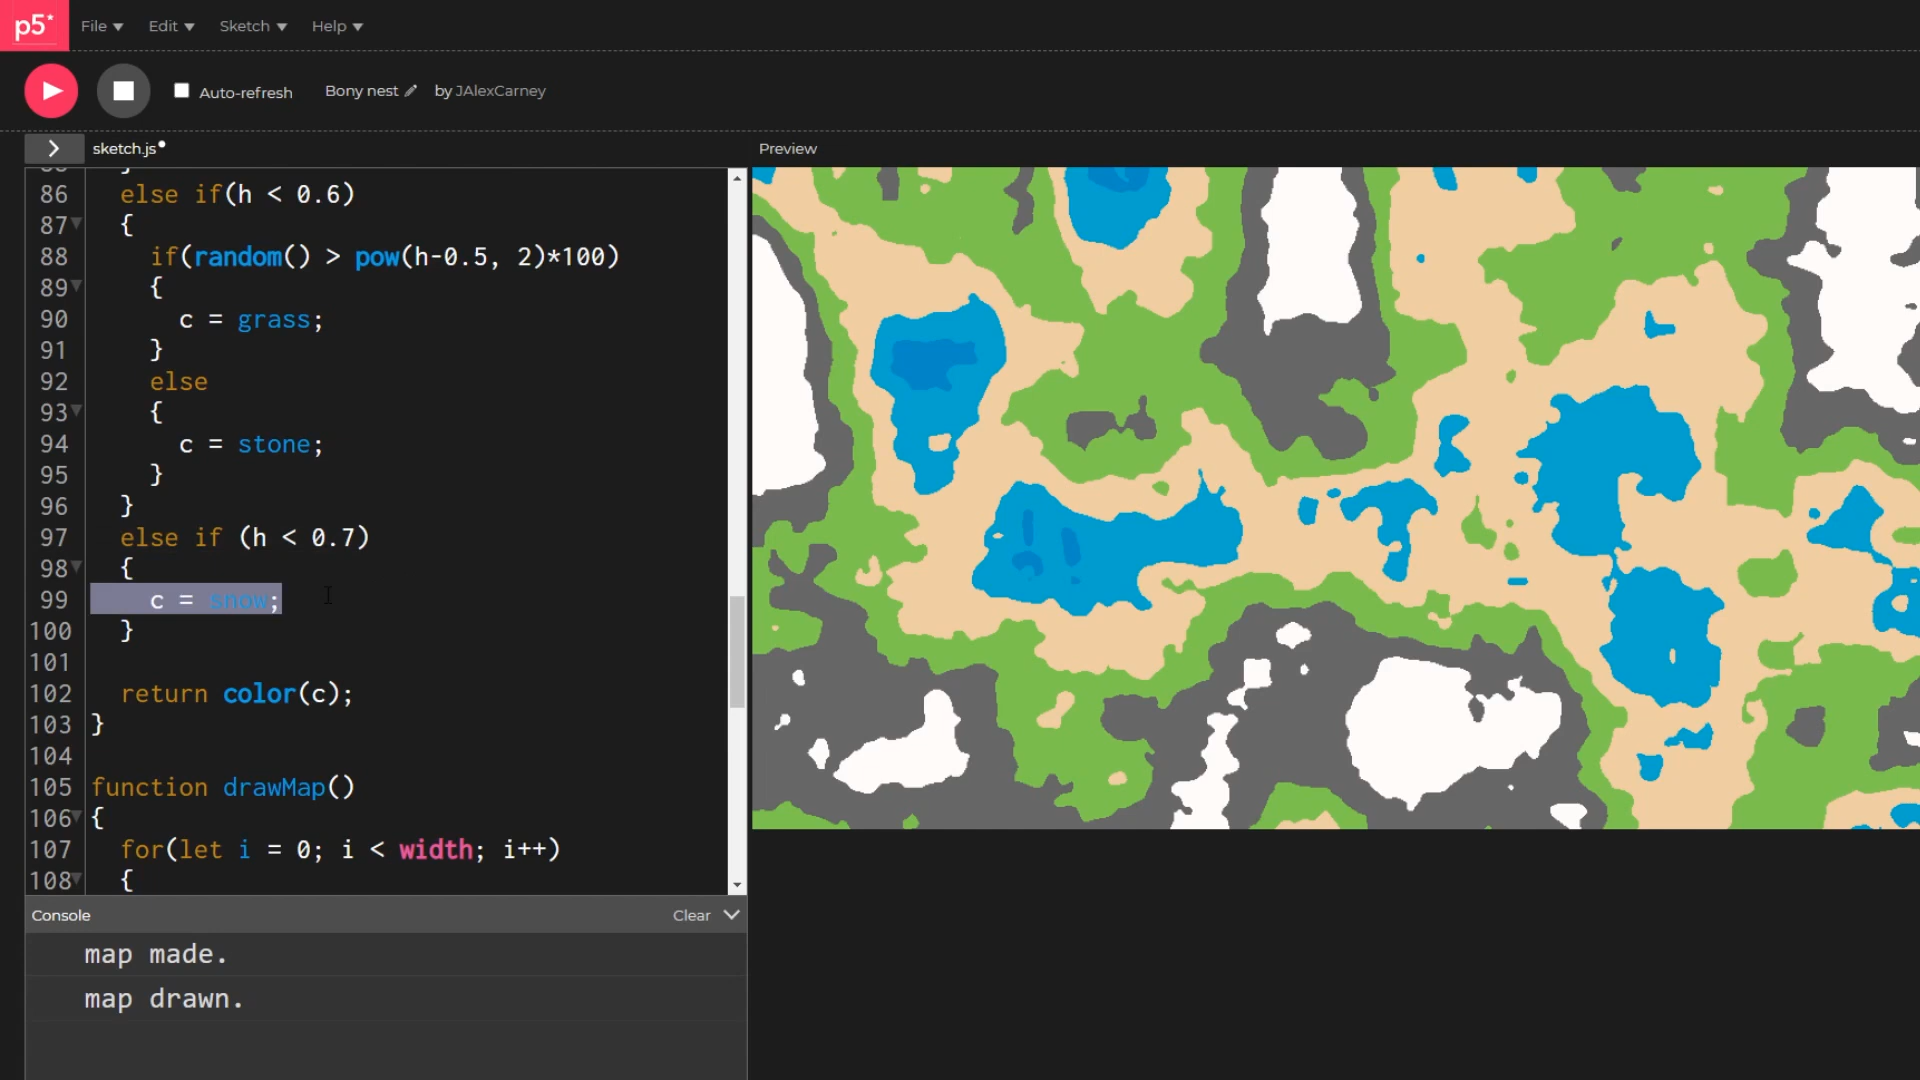 p5* File Edit Sketch Help
Auto-refresh Bony nest by JAlexCarney
> sketch.js•
Preview
86 else if(h < 0.6)
87 {
88 if(random() > pow(h-0.5, 2)*100)
89 {
90 c = grass;
91 }
92 else
93 {
94 c = stone;
95 }
96 }
97 else if (h < 0.7)
98 {
99 c = snow;
100 }
101
102 return color(c);
103 }
104
105 function drawMap()
106 {
107 for(let i = 0; i < width; i++)
108 {
Console Clear
map made.
map drawn.